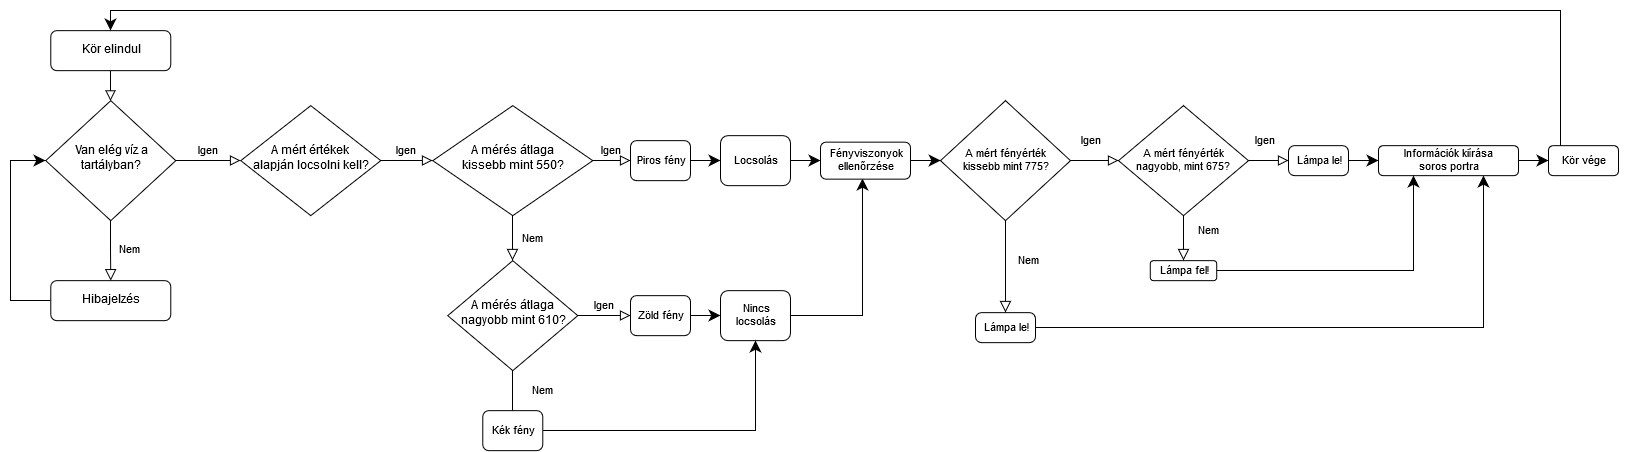 Kör elindul
Van elég víz a
tartályban?
Igen
Nem
Hibajelzés
A mért értékek
alapján locsolni kell?
Igen
A mérés átlaga
kissebb mint 550?
Igen
Piros fény
Locsolás
Nem
A mérés átlaga
nagyobb mint 610?
Igen
Zöld fény
Nincs
locsolás
Nem
Kék fény
Fényviszonyok
ellenőrzése
A mért fényérték
kissebb mint 775?
Igen
Nem
Lámpa le!
A mért fényérték
nagyobb, mint 675?
Igen
Lámpa le!
Nem
Lámpa fel!
Információk kiírása
soros portra
Kör vége